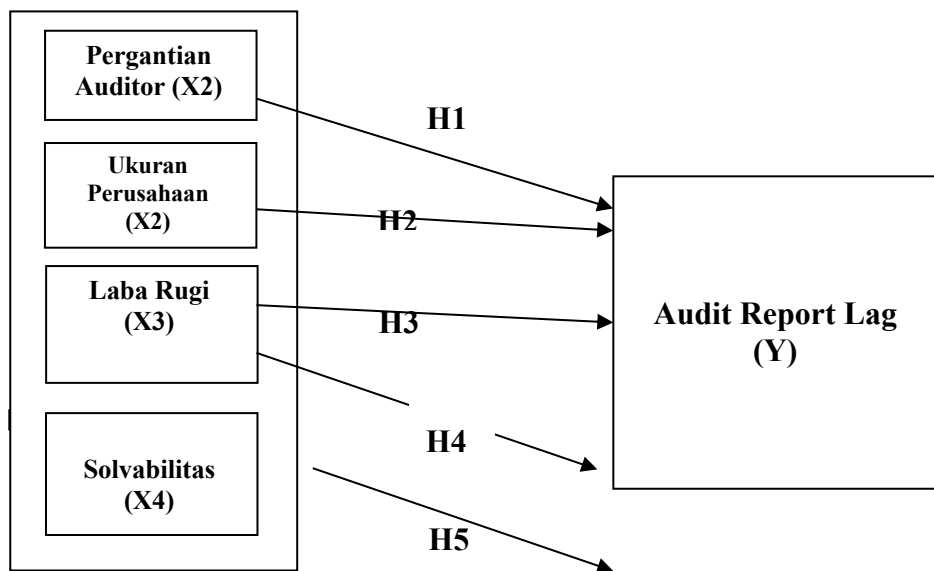 Pergantian
Auditor (X2)
H1
Ukuran
Perusahaan
(X2)
H2
Laba Rugi
(X3)
H3
Audit Report Lag
(Y)
H4
Solvabilitas
(X4)
H5